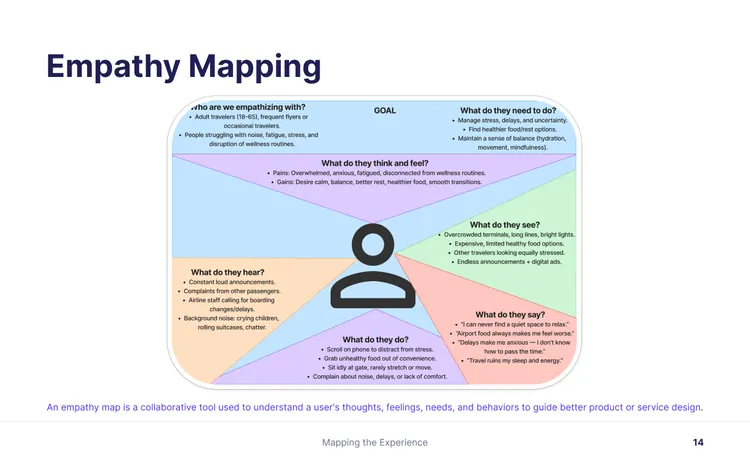 Empathy Mapping
Who are we empathizing with?
• Adult travelers (18–65), frequent flyers or
occasional travelers.
• People struggling with noise, fatigue, stress, and
disruption of wellness routines.
GOAL
What do they need to do?
• Manage stress, delays, and uncertainty.
• Find healthier food/rest options.
• Maintain a sense of balance (hydration,
movement, mindfulness).
What do they think and feel?
• Pains: Overwhelmed, anxious, fatigued, disconnected from wellness routines.
• Gains: Desire calm, balance, better rest, healthier food, smooth transitions.
What do they see?
• Overcrowded terminals, long lines, bright lights.
• Expensive, limited healthy food options.
• Other travelers looking equally stressed.
• Endless announcements + digital ads.
What do they hear?
• Constant loud announcements.
• Complaints from other passengers.
• Airline staff calling for boarding
changes/delays.
• Background noise: crying children,
rolling suitcases, chatter.
What do they say?
• "I can never find a quiet space to relax."
• "Airport food always makes me feel worse."
• "Delays make me anxious — I don't know
how to pass the time."
• "Travel ruins my sleep and energy."
What do they do?
• Scroll on phone to distract from stress.
• Grab unhealthy food out of convenience.
• Sit idly at gate, rarely stretch or move.
• Complain about noise, delays, or lack of comfort.
An empathy map is a collaborative tool used to understand a user's thoughts, feelings, needs, and behaviors to guide better product or service design.
Mapping the Experience
14